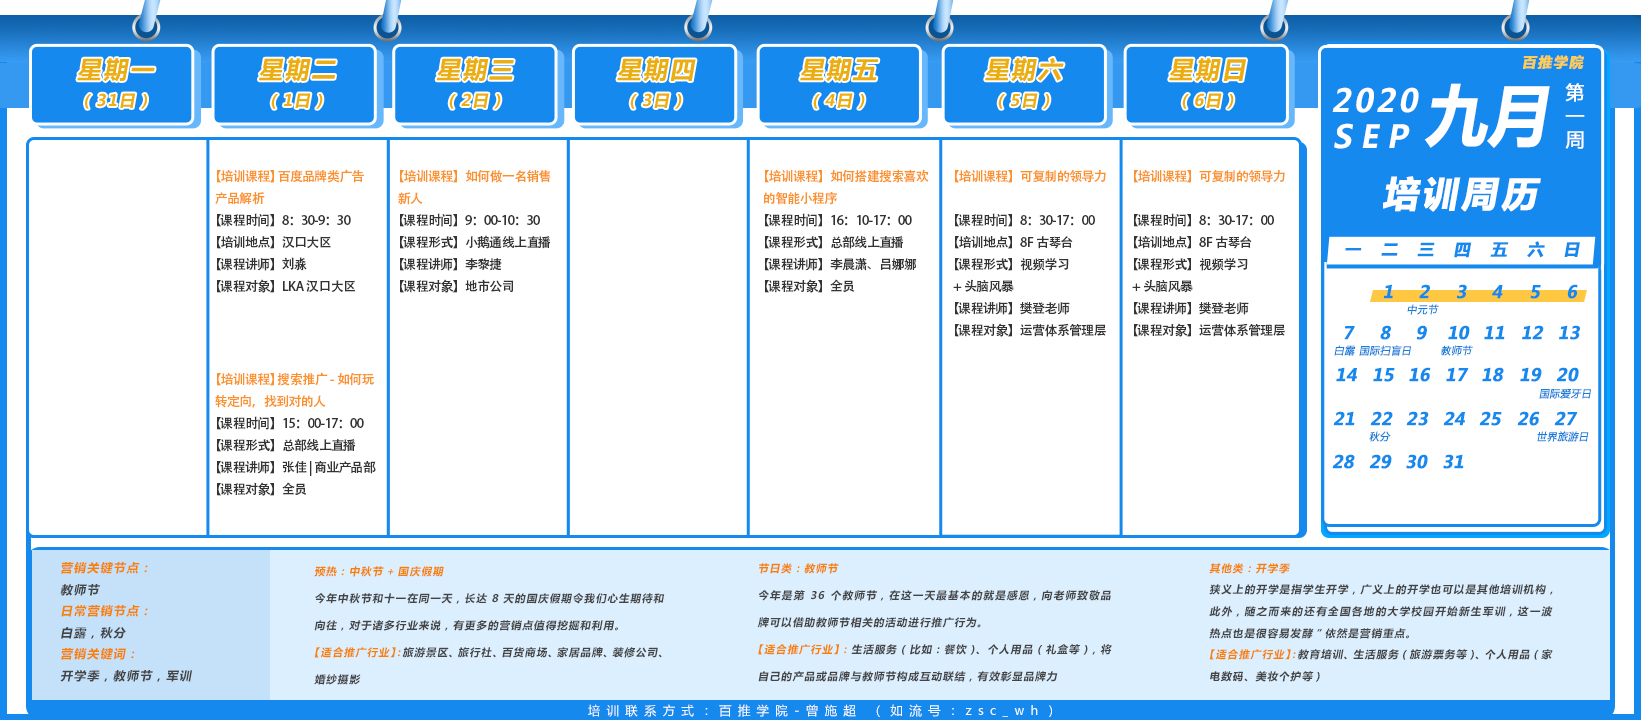 星期一
（31日）
星期二
（1日）
星期三
（2日）
星期四
（3日）
星期五
（4日）
星期六
（5日）
星期日
（6日）
【培训课程】百度品牌类广告
产品解析
【课程时间】8：30-9：30
【培训地点】汉口大区
【课程讲师】刘淼
【课程对象】LKA 汉口大区
【培训课程】搜索推广 - 如何玩
转定向，找到对的人
【课程时间】15：00-17：00
【课程形式】总部线上直播
【课程讲师】张佳 | 商业产品部
【课程对象】全员
【培训课程】如何做一名销售
新人
【课程时间】9：00-10：30
【课程形式】小鹅通线上直播
【课程讲师】李黎捷
【课程对象】地市公司
【培训课程】如何搭建搜索喜欢
的智能小程序
【课程时间】16：10-17：00
【课程形式】总部线上直播
【课程讲师】李晨潇、吕娜娜
【课程对象】全员
【培训课程】可复制的领导力
【课程时间】8：30-17：00
【培训地点】8F 古琴台
【课程形式】视频学习
+ 头脑风暴
【课程讲师】樊登老师
【课程对象】运营体系管理层
【培训课程】可复制的领导力
【课程时间】8：30-17：00
【培训地点】8F 古琴台
【课程形式】视频学习
+ 头脑风暴
【课程讲师】樊登老师
【课程对象】运营体系管理层
百推学院
2020
SEP
九月
第一周
培训周历
一 二 三 四 五 六 日
1 2 3 4 5 6
中元节
7 8 9 10 11 12 13
白露 国际扫盲日 教师节
14 15 16 17 18 19 20
国际爱牙日
21 22 23 24 25 26 27
秋分 世界旅游日
28 29 30 31
营销关键节点：
教师节
日常营销节点：
白露，秋分
营销关键词：
开学季，教师节，军训
预热：中秋节 + 国庆假期
今年中秋节和十一在同一天，长达 8 天的国庆假期令我们心生期待和
向往，对于诸多行业来说，有更多的营销点值得挖掘和利用。
【适合推广行业】：旅游景区、旅行社、百货商场、家居品牌、装修公司、
婚纱摄影
节日类：教师节
今年是第 36 个教师节，在这一天最基本的就是感恩，向老师致敬品
牌可以借助教师节相关的活动进行推广行为。
【适合推广行业】：生活服务（比如：餐饮）、个人用品（礼盒等），将
自己的产品或品牌与教师节构成互动联结，有效彰显品牌力
其他类：开学季
狭义上的开学是指学生开学，广义上的开学也可以是其他培训机构，
此外，随之而来的还有全国各地的大学校园开始新生军训，这一波
热点也是很容易发酵 " 依然是营销重点。
【适合推广行业】：教育培训、生活服务（旅游票务等）、个人用品（家
电数码、美妆个护等）
培训联系方式：百推学院-曾施超（如流号：zsc_wh）